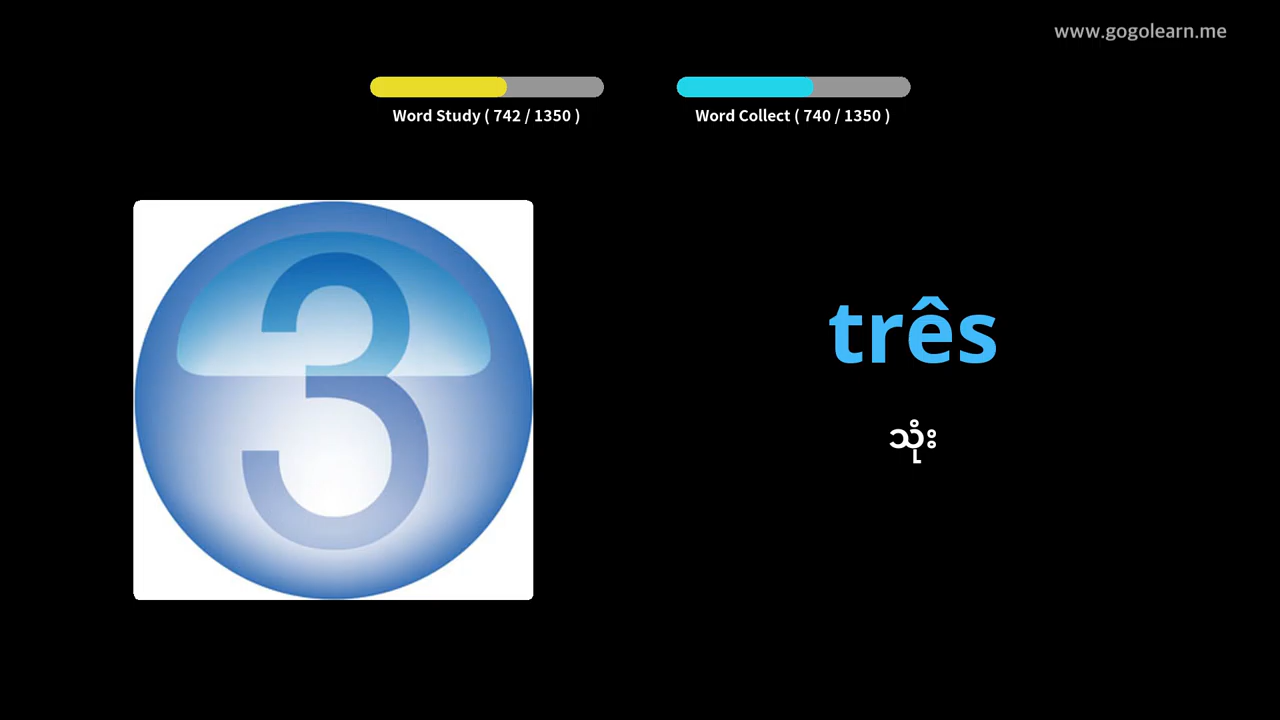 www.gogolearn.me
Word Study ( 742 / 1350 )
Word Collect ( 740 / 1350 )
3
três
သုံး